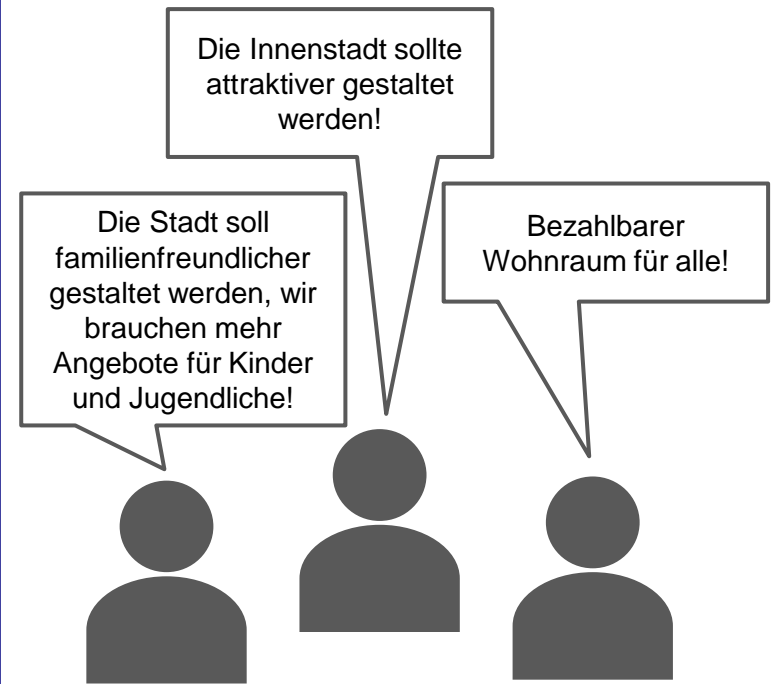 Die Innenstadt sollte
attraktiver gestaltet
werden!
Die Stadt soll
familienfreundlicher
gestaltet werden, wir
brauchen mehr
Angebote für Kinder
und Jugendliche!
Bezahlbarer
Wohnraum für alle!